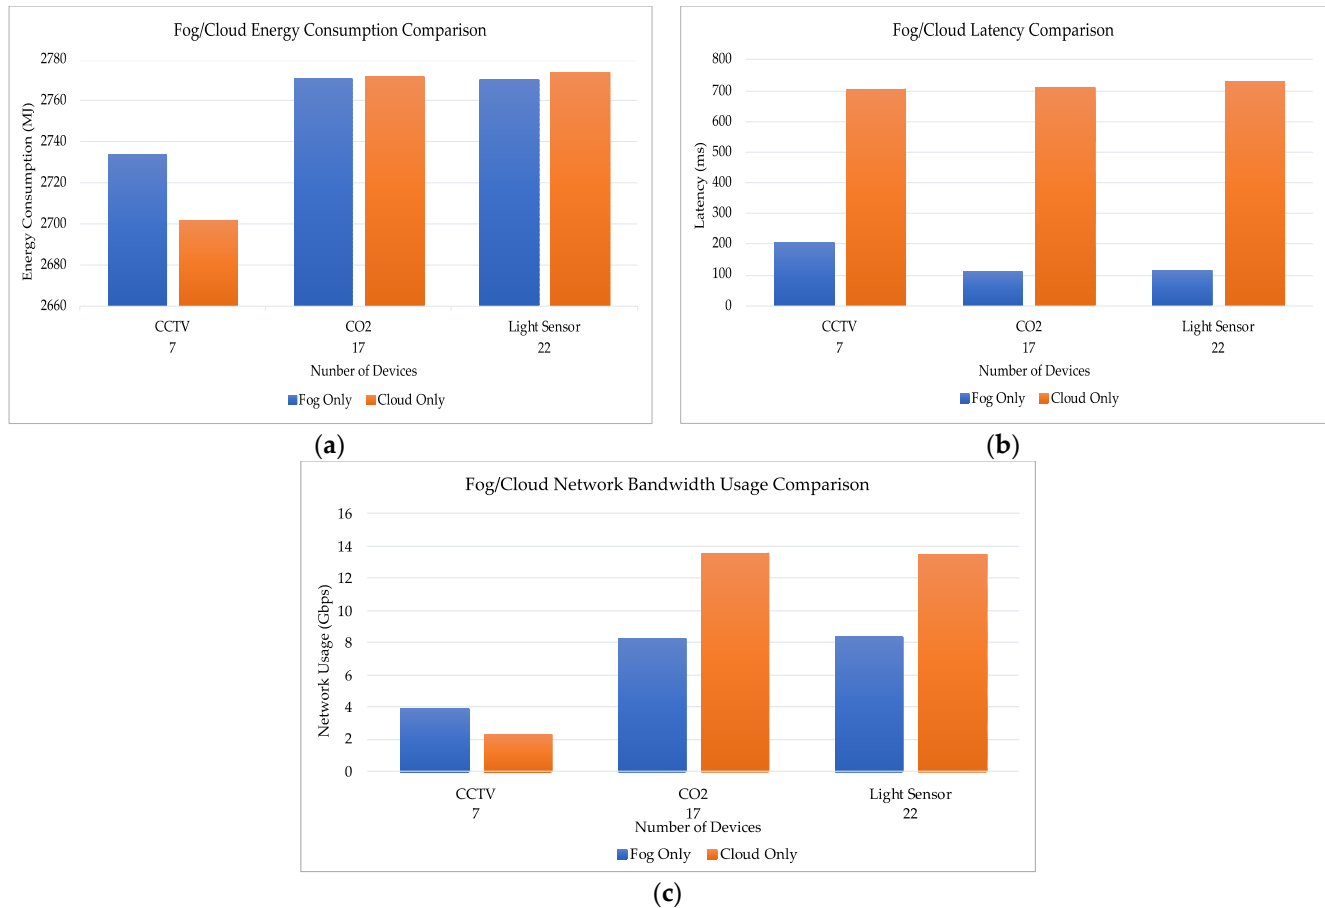 Fog/Cloud Energy Consumption Comparison
2780
2760
2740
2720
2700
2680
2660
Energy Consumption (MJ)
CCTV CO2 Light Sensor
7 17 22
Nunber of Devices
Fog Only Cloud Only
(a)
Fog/Cloud Latency Comparison
800
700
600
500
400
300
200
100
0
Latency (ms)
CCTV CO2 Light Sensor
7 17 22
Number of Devices
Fog Only Cloud Only
(b)
Fog/Cloud Network Bandwidth Usage Comparison
16
14
12
10
8
6
4
2
0
Network Usage (Gbps)
CCTV CO2 Light Sensor
7 17 22
Number of Devices
Fog Only Cloud Only
(c)